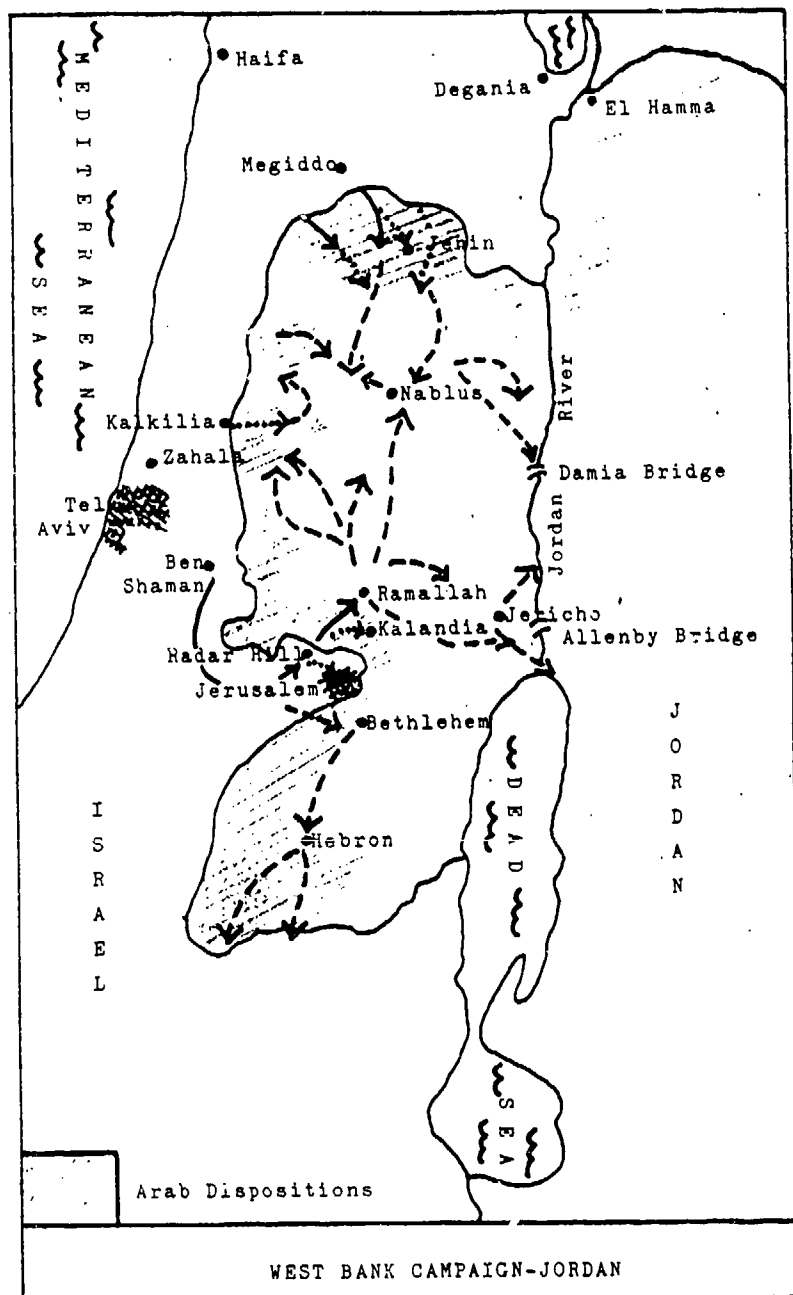 MEDITERRANEAN
SEA
Haifa
Degania
El Hamma
Megiddo
Jenin
Nablus
Kalkilia
Zahala
Tel
Aviv
River
Damia Bridge
Jordan
Ben
Shaman
Ramallah
Jericho
Kalandia
Allenby Bridge
Radar Hill
Jerusalem
Bethlehem
JORDAN
DEAD
SEA
ISRAEL
Hebron
Arab Dispositions
WEST BANK CAMPAIGN-JORDAN